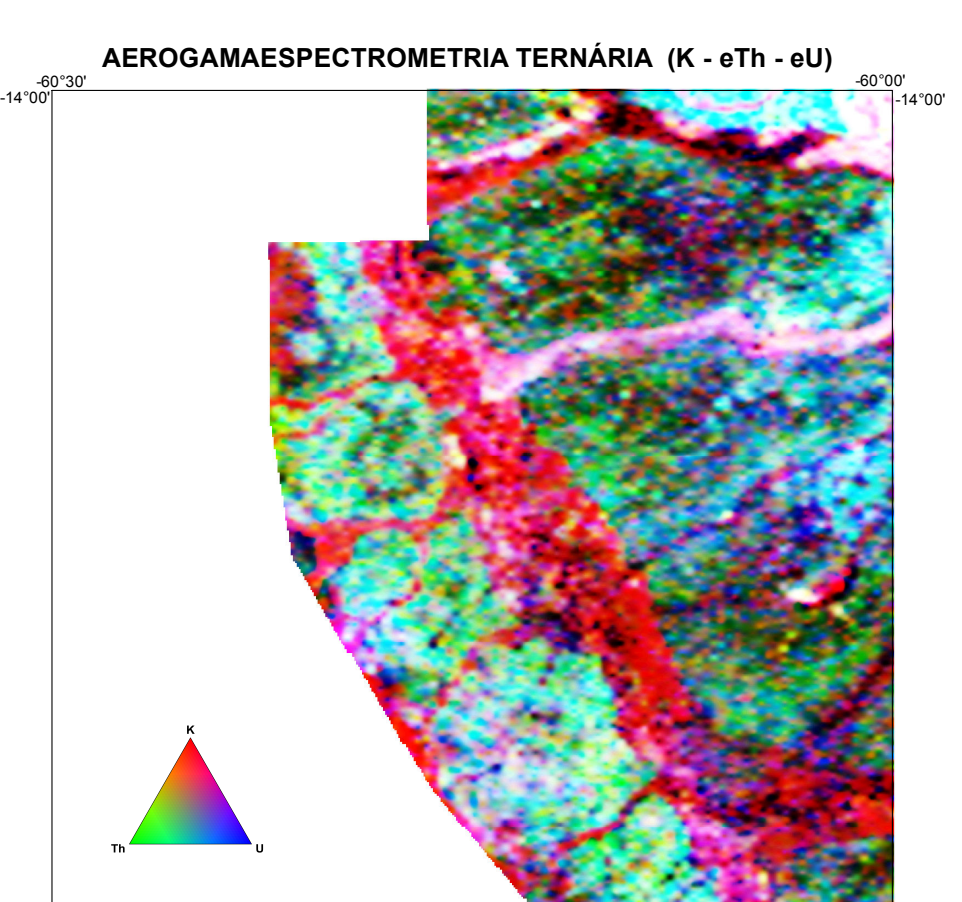 AEROGAMAESPECTROMETRIA TERNÁRIA (K - eTh - eU)
-60°30' -60°00'
-14°00' -14°00'
K
Th U